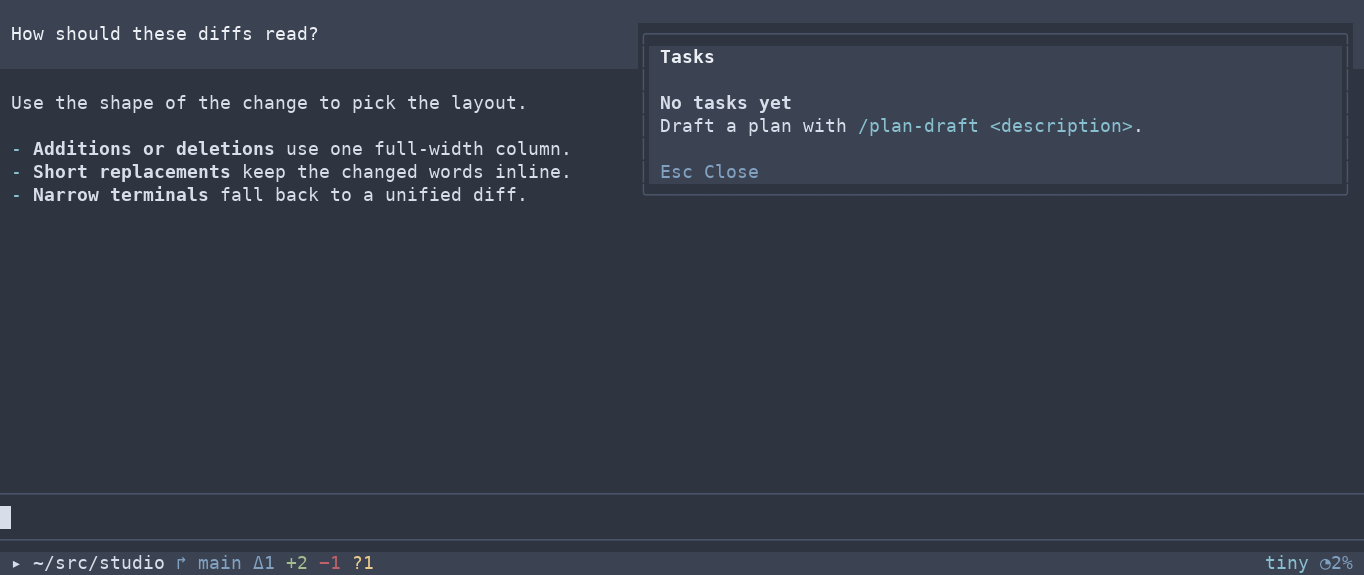 How should these diffs read?
Use the shape of the change to pick the layout.
- Additions or deletions use one full-width column.
- Short replacements keep the changed words inline.
- Narrow terminals fall back to a unified diff.
Tasks
No tasks yet
Draft a plan with /plan-draft <description>.
Esc Close
▸ ~/src/studio ↱ main Δ1 +2 −1 ?1
tiny ◔2%